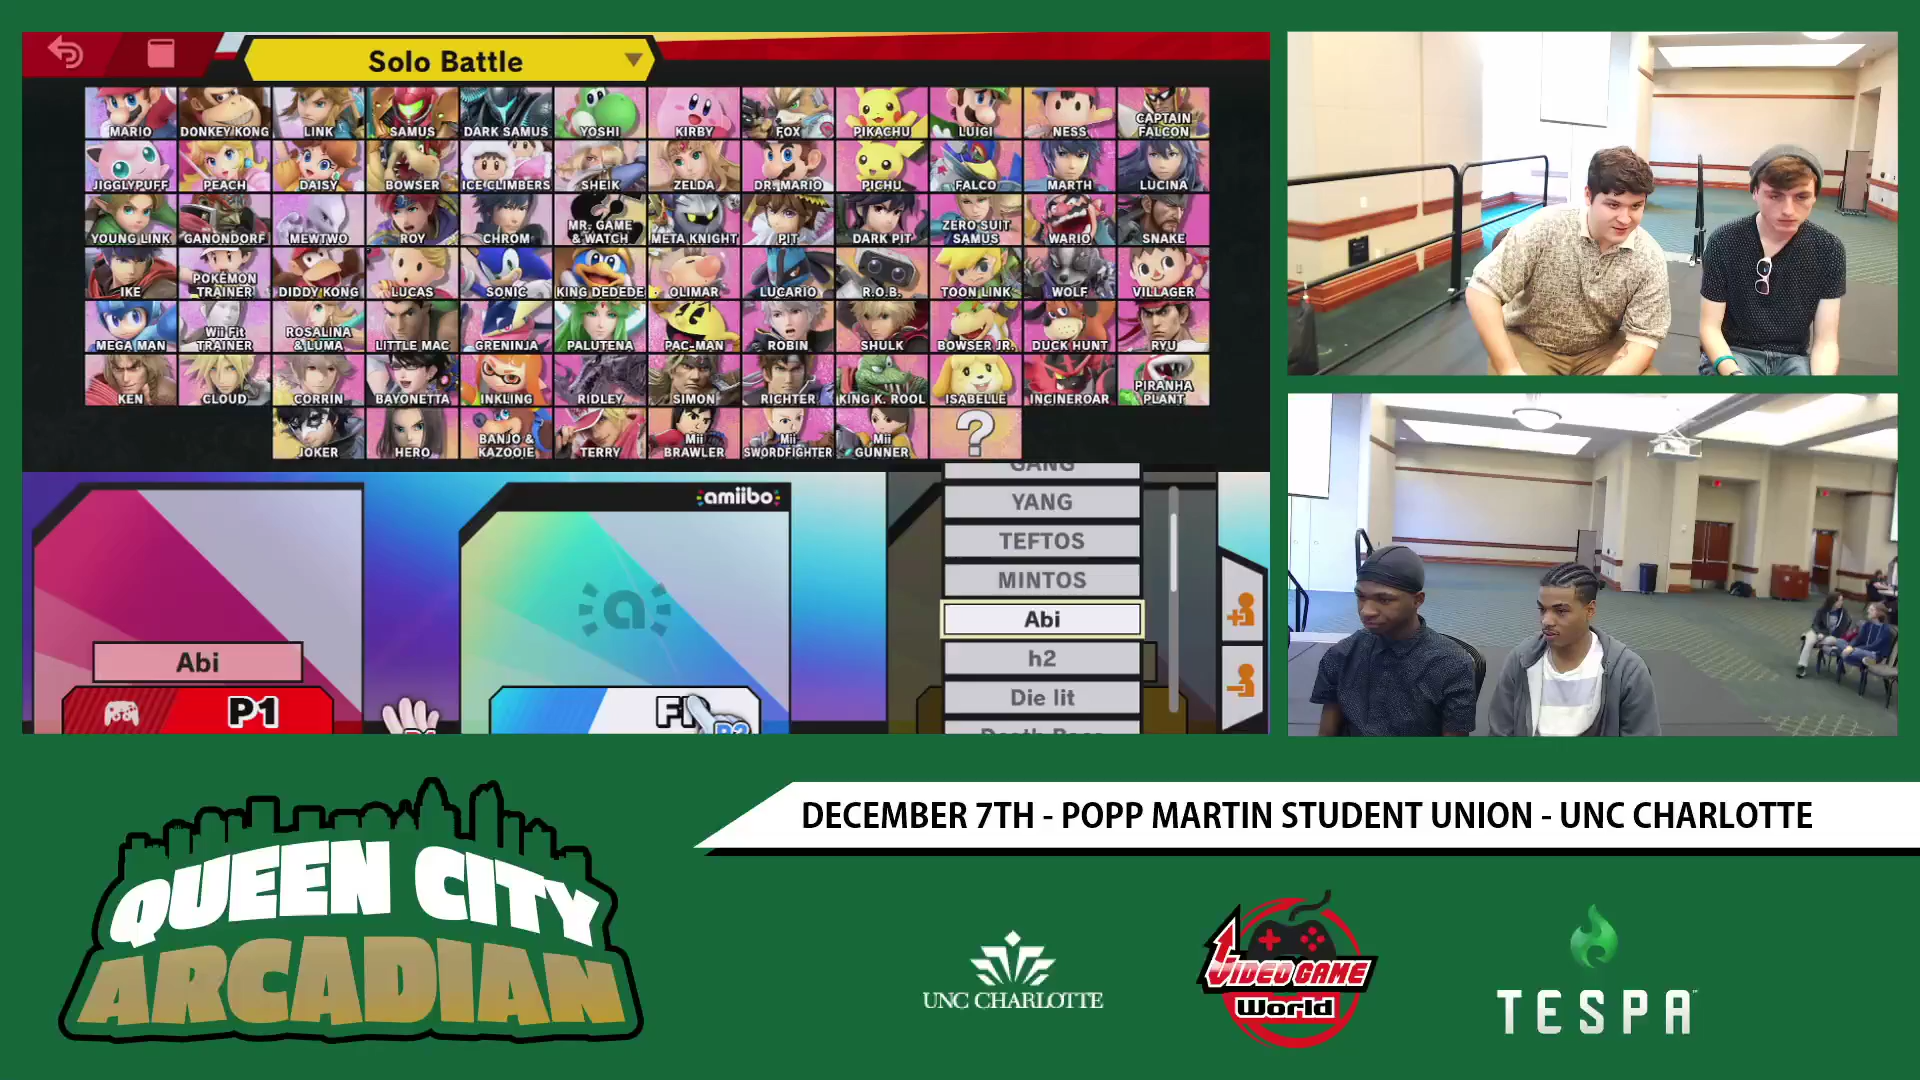 Solo Battle
MARIO DONKEY KONG LINK SAMUS DARK SAMUS YOSHI KIRBY FOX PIKACHU LUIGI NESS CAPTAIN FALCON
JIGGLYPUFF PEACH DAISY BOWSER ICE CLIMBERS SHEIK ZELDA DR. MARIO PICHU FALCO MARTH LUCINA
YOUNG LINK GANONDORF MEWTWO ROY CHROM MR. GAME & WATCH META KNIGHT PIT DARK PIT ZERO SUIT SAMUS WARIO SNAKE
IKE POKÉMON TRAINER DIDDY KONG LUCAS SONIC KING DEDEDE OLIMAR LUCARIO R.O.B. TOON LINK WOLF VILLAGER
MEGA MAN Wii Fit TRAINER ROSALINA & LUMA LITTLE MAC GRENINJA PALUTENA PAC-MAN ROBIN SHULK BOWSER JR. DUCK HUNT RYU
KEN CLOUD CORRIN BAYONETTA INKLING RIDLEY SIMON RICHTER KING K. ROOL ISABELLE INCINEROAR PIRANHA PLANT
JOKER HERO BANJO & KAZOOIE TERRY Mii BRAWLER Mii SWORDFIGHTER Mii GUNNER ?
amiibo
GANG
YANG
TEFTOS
MINTOS
Abi
h2
Die lit
Abi
P1
DECEMBER 7TH - POPP MARTIN STUDENT UNION - UNC CHARLOTTE
QUEEN CITY
ARCADIAN
UNC CHARLOTTE
VIDEO GAME
World
TESPA